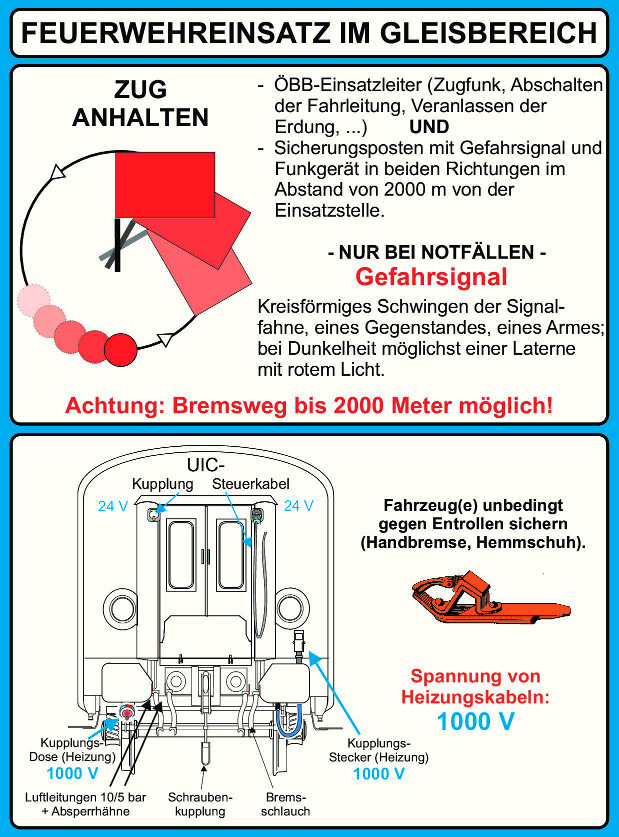 FEUERWEHREINSATZ IM GLEISBEREICH
ZUG
ANHALTEN
- ÖBB-Einsatzleiter (Zugfunk, Abschalten
der Fahrleitung, Veranlassen der
Erdung, ...) UND
- Sicherungsposten mit Gefahrsignal und
Funkgerät in beiden Richtungen im
Abstand von 2000 m von der
Einsatzstelle.
- NUR BEI NOTFÄLLEN -
Gefahrsignal
Kreisförmiges Schwingen der Signal-
fahne, eines Gegenstandes, eines Armes;
bei Dunkelheit möglichst einer Laterne
mit rotem Licht.
Achtung: Bremsweg bis 2000 Meter möglich!
UIC-
Kupplung Steuerkabel
24 V 24 V
Fahrzeug(e) unbedingt
gegen Entrollen sichern
(Handbremse, Hemmschuh).
Spannung von
Heizungskabeln:
1000 V
Kupplungs-
Dose (Heizung)
1000 V
Kupplungs-
Stecker (Heizung)
1000 V
Luftleitungen 10/5 bar
+ Absperrhähne
Schrauben-
kupplung
Brems-
schlauch